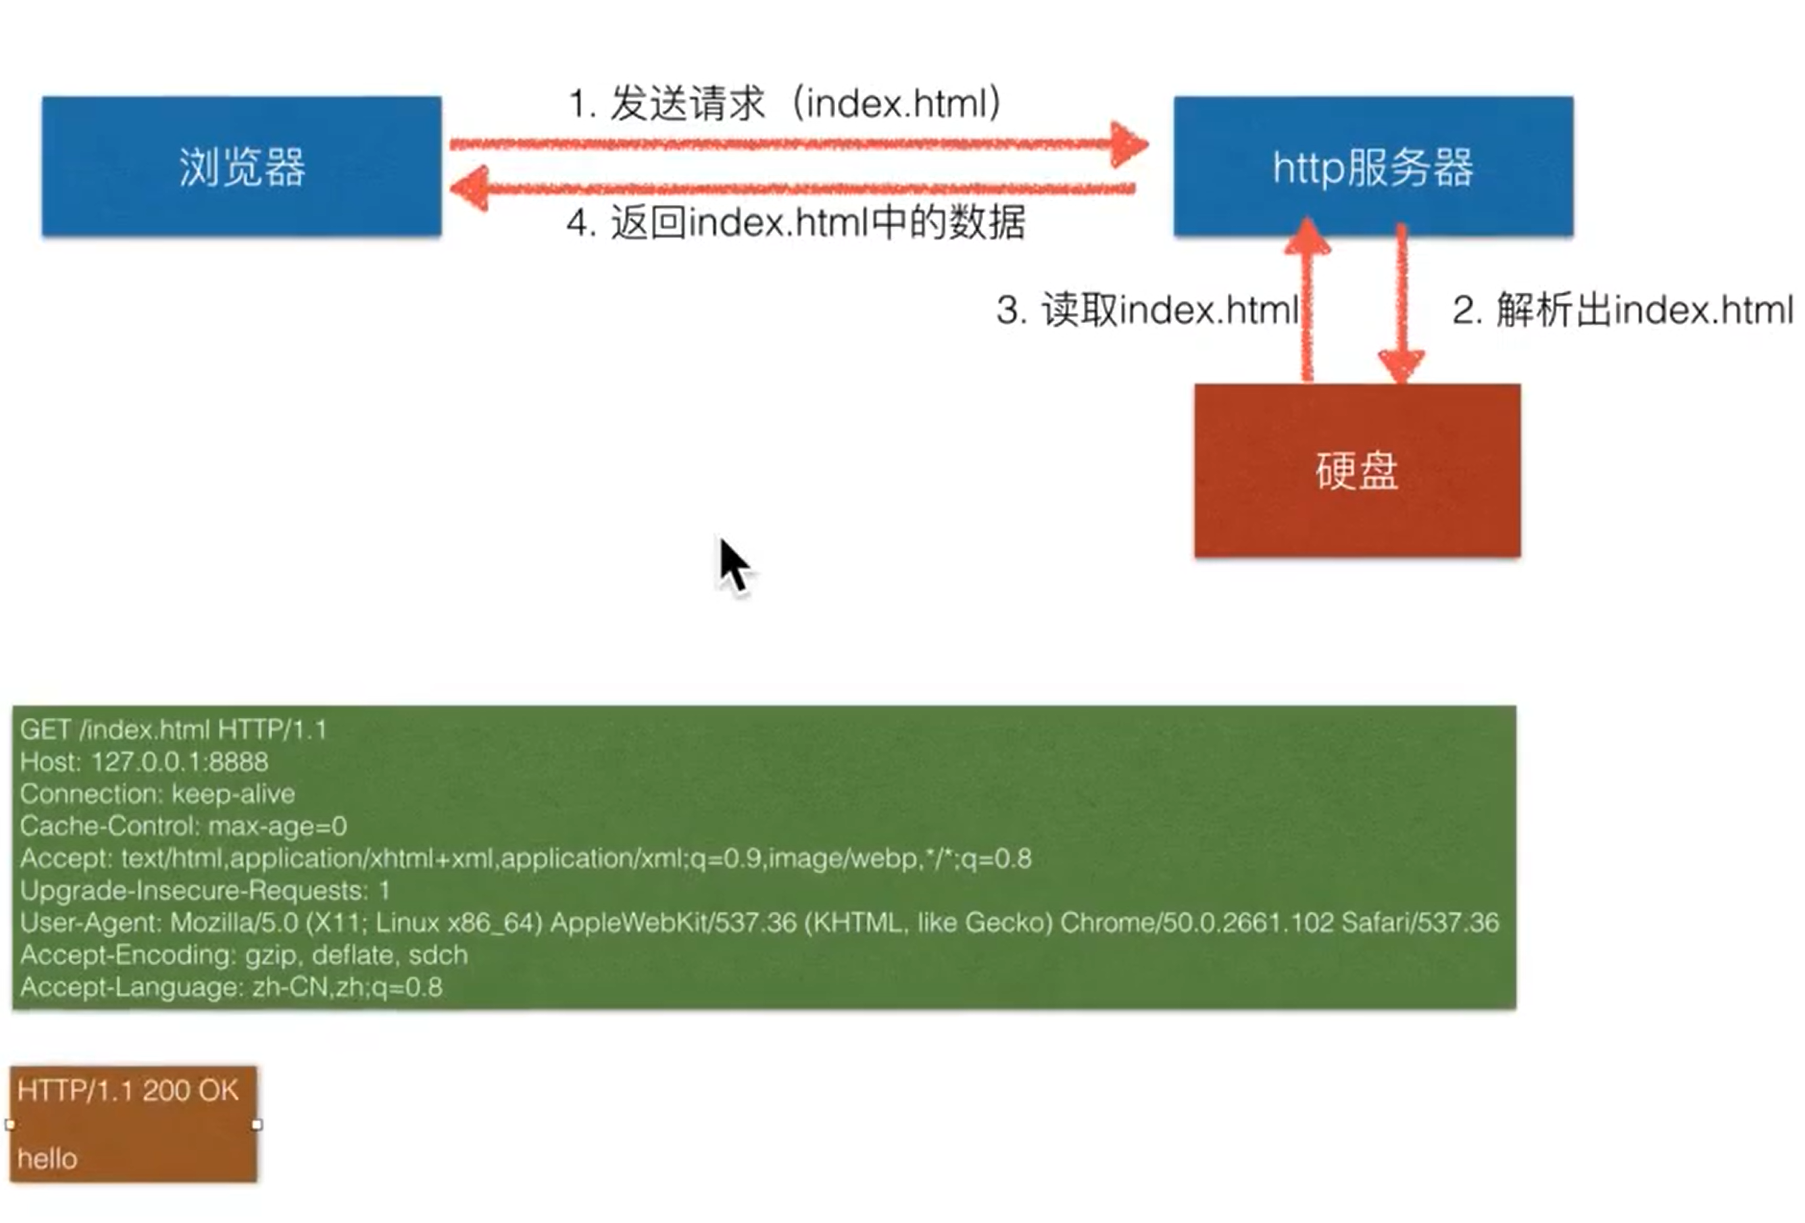 1. 发送请求（index.html）
浏览器
http服务器
4. 返回index.html中的数据
3. 读取index.html
2. 解析出index.html
硬盘
GET /index.html HTTP/1.1
Host: 127.0.0.1:8888
Connection: keep-alive
Cache-Control: max-age=0
Accept: text/html,application/xhtml+xml,application/xml;q=0.9,image/webp,*/*;q=0.8
Upgrade-Insecure-Requests: 1
User-Agent: Mozilla/5.0 (X11; Linux x86_64) AppleWebKit/537.36 (KHTML, like Gecko) Chrome/50.0.2661.102 Safari/537.36
Accept-Encoding: gzip, deflate, sdch
Accept-Language: zh-CN,zh;q=0.8
HTTP/1.1 200 OK
hello